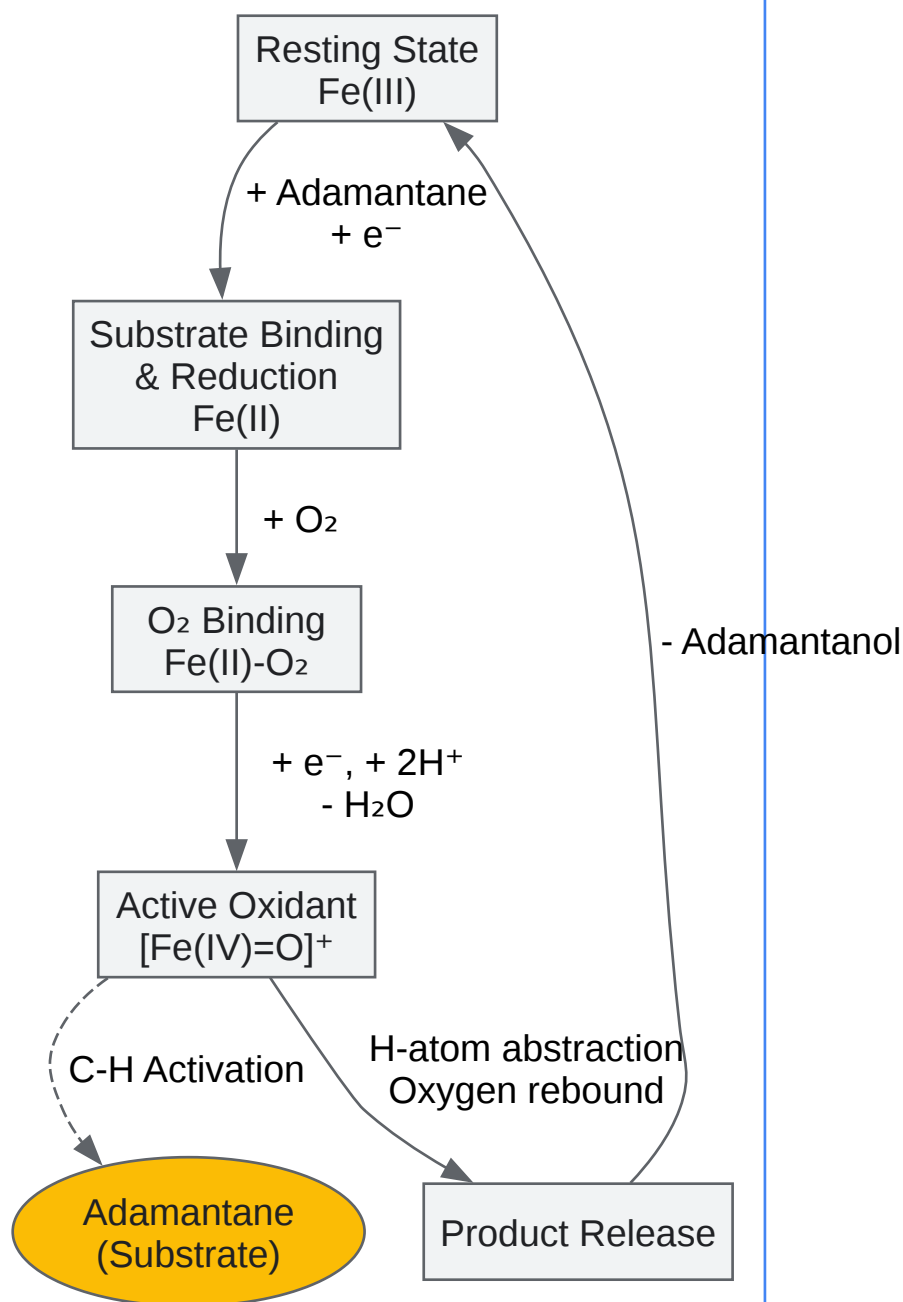 Resting State
Fe(III)
+ Adamantane
+ e⁻
Substrate Binding
& Reduction
Fe(II)
+ O₂
O₂ Binding
Fe(II)-O₂
- Adamantanol
+ e⁻, + 2H⁺
- H₂O
Active Oxidant
[Fe(IV)=O]⁺
C-H Activation
H-atom abstraction
Oxygen rebound
Adamantane
(Substrate)
Product Release